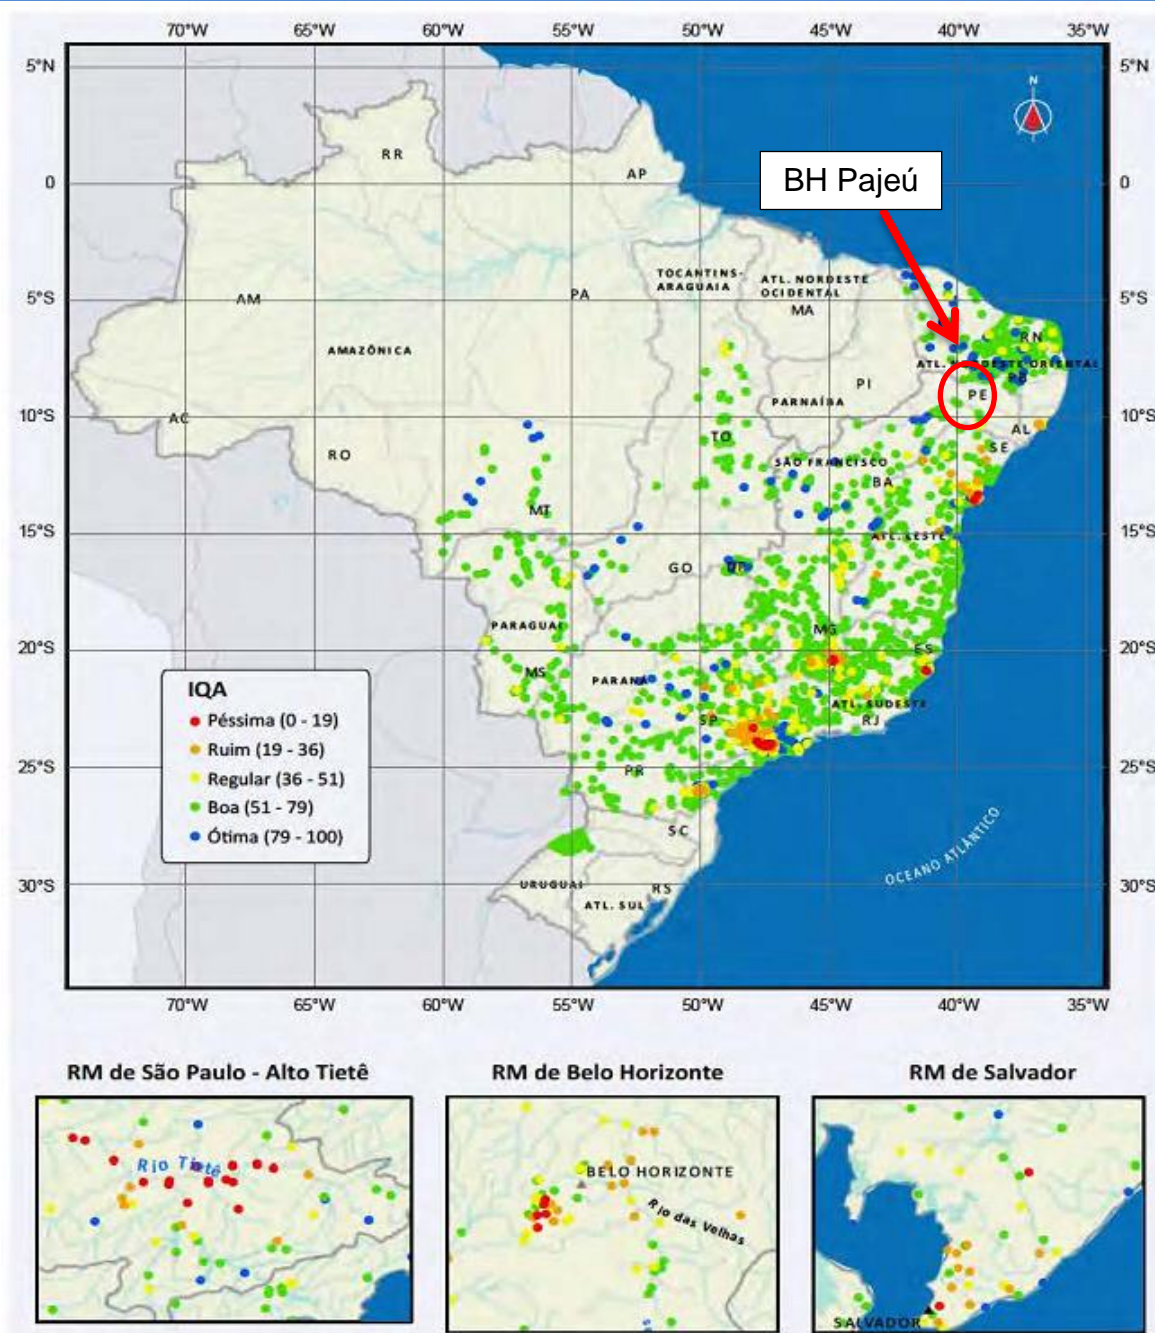 70°W 65°W 60°W 55°W 50°W 45°W 40°W 35°W
5°N 5°N
N
BH Pajeú
RR
AP
0 0
TOCANTINS-
ARAGUAIA
ATL. NORDESTE
OCIDENTAL
MA
AM
PA
5°S 5°S
RN
AMAZÔNICA
ATL. NORDESTE ORIENTAL
PB
PI
PE
PARNAÍBA
10°S 10°S
AC
AL
TO
SE
RO
SÃO FRANCISCO
BA
MT
15°S 15°S
ATL. LESTE
GO
DF
PARAGUAI
MG
20°S 20°S
ES
MS
PARANÁ
IQA
Péssima (0 - 19)
Ruim (19 - 36)
Regular (36 - 51)
Boa (51 - 79)
Ótima (79 - 100)
ATL. SUDESTE
SP
RJ
25°S 25°S
PR
SC
OCEANO ATLÂNTICO
30°S 30°S
URUGUAI
RS
ATL. SUL
70°W 65°W 60°W 55°W 50°W 45°W 40°W 35°W
RM de São Paulo - Alto Tietê
RM de Belo Horizonte
RM de Salvador
Rio Tietê
BELO HORIZONTE
Rio das Velhas
SALVADOR